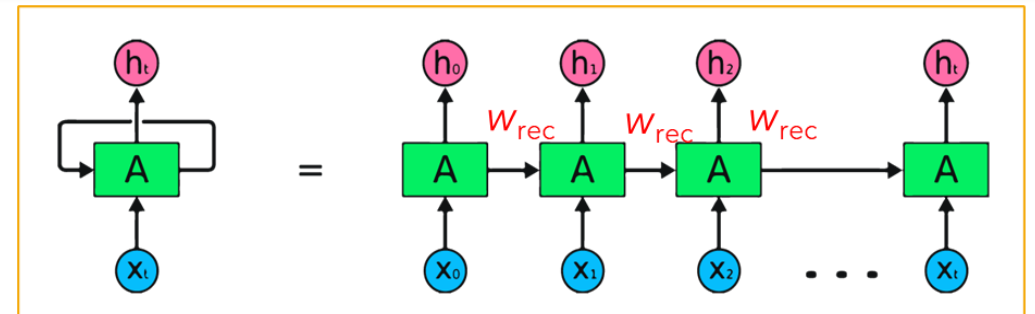 hₜ h₀ h₁ h₂ hₜ
Wrec Wrec Wrec
A = A A A A
xₜ x₀ x₁ x₂ . . . xₜ